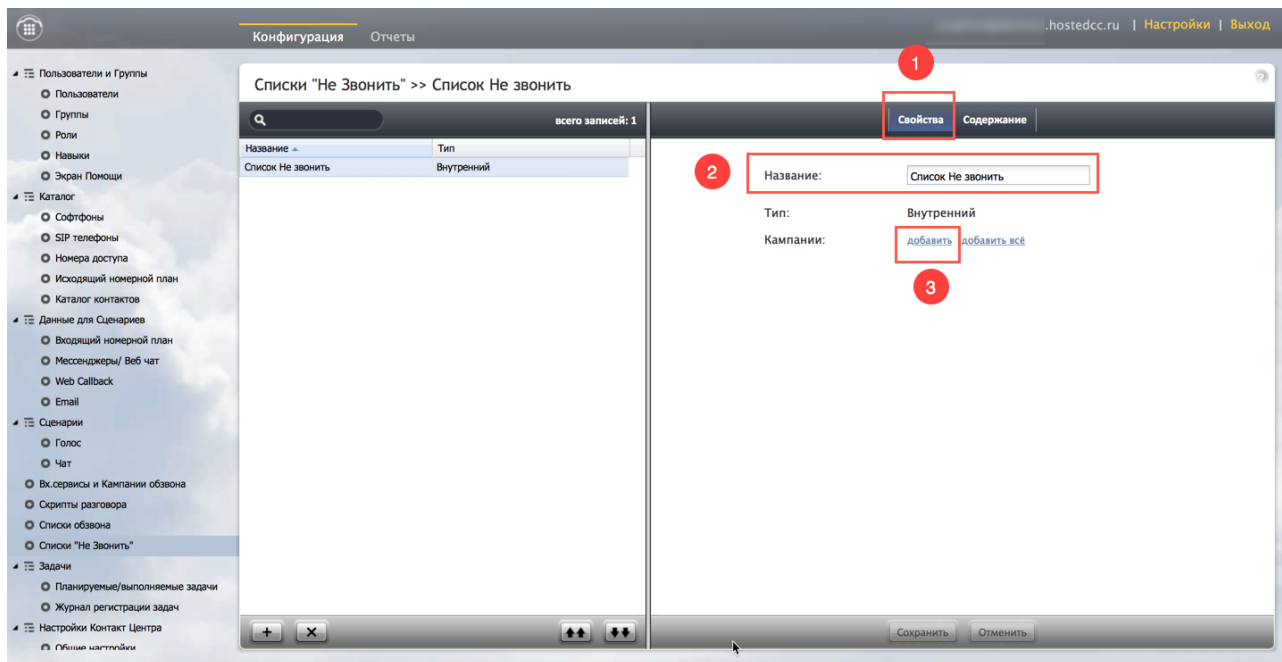 .hostedcc.ru | Настройки | Выход
Конфигурация Отчеты
Пользователи и Группы
Пользователи
Группы
Роли
Навыки
Экран Помощи
Каталог
Софтфоны
SIP телефоны
Номера доступа
Исходящий номерной план
Каталог контактов
Данные для Сценариев
Входящий номерной план
Мессенджеры/ Веб чат
Web Callback
Email
Сценарии
Голос
Чат
Вх.сервисы и Кампании обзвона
Скрипты разговора
Списки обзвона
Списки "Не Звонить"
Задачи
Планируемые/выполняемые задачи
Журнал регистрации задач
Настройки Контакт Центра
Общие настройки
Списки "Не Звонить" >> Список Не звонить
?
всего записей: 1
Название Тип
Список Не звонить Внутренний
1
Свойства Содержание
2
Название: Список Не звонить
Тип: Внутренний
Кампании: добавить добавить всё
3
Сохранить Отменить